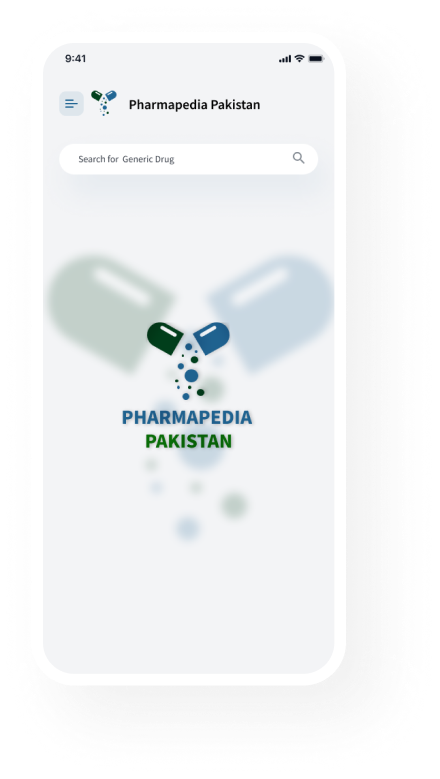 9:41
Pharmapedia Pakistan
Search for Generic Drug
PHARMAPEDIA
PAKISTAN